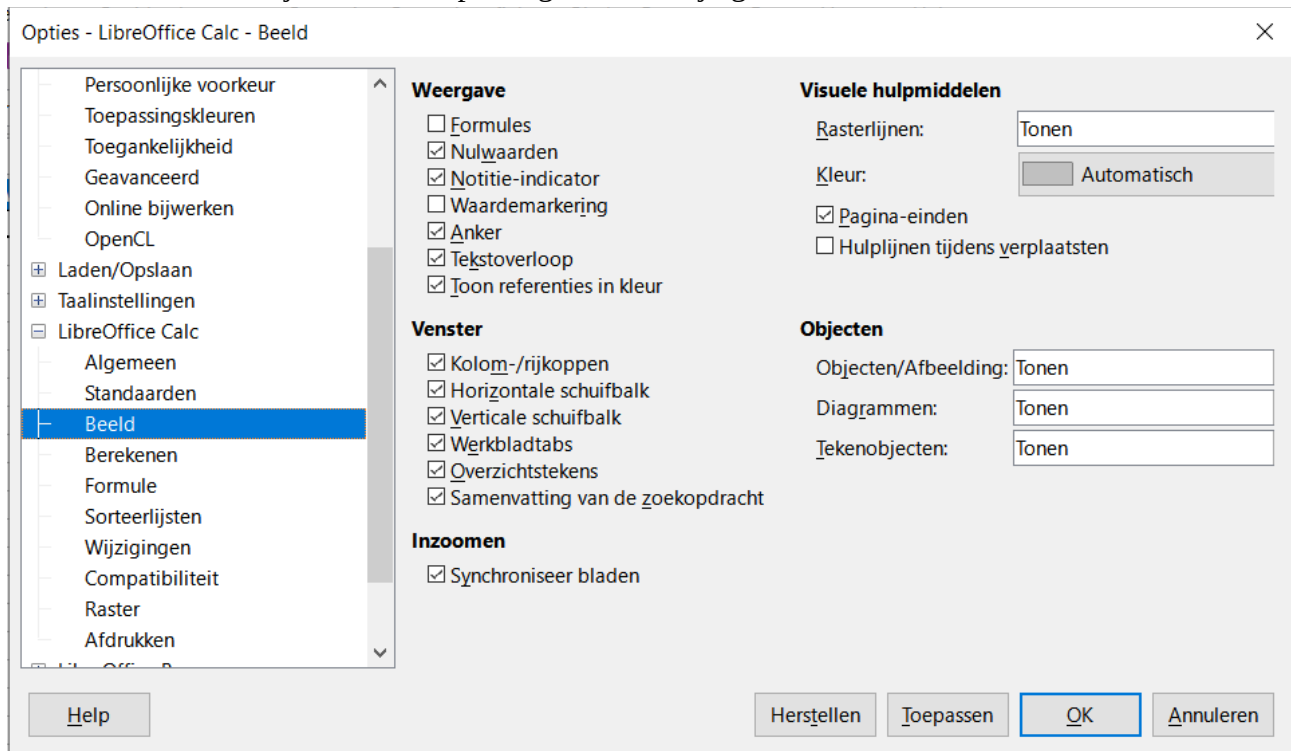 Opties - LibreOffice Calc - Beeld
Persoonlijke voorkeur
Toepassingskleuren
Toegankelijkheid
Geavanceerd
Online bijwerken
OpenCL
Laden/Opslaan
Taalinstellingen
LibreOffice Calc
Algemeen
Standaarden
Beeld
Berekenen
Formule
Sorteerlijsten
Wijzigingen
Compatibiliteit
Raster
Afdrukken
Weergave
Formules
Nulwaarden
Notitie-indicator
Waardemarkering
Anker
Tekstoverloop
Toon referenties in kleur
Venster
Kolom-/rijkoppen
Horizontale schuifbalk
Verticale schuifbalk
Werkbladtabs
Overzichtstekens
Samenvatting van de zoekopdracht
Inzoomen
Synchroniseer bladen
Visuele hulpmiddelen
Rasterlijnen: Tonen
Kleur: Automatisch
Pagina-einden
Hulplijnen tijdens verplaatsten
Objecten
Objecten/Afbeelding: Tonen
Diagrammen: Tonen
Tekenobjecten: Tonen
Help Herstellen Toepassen OK Annuleren